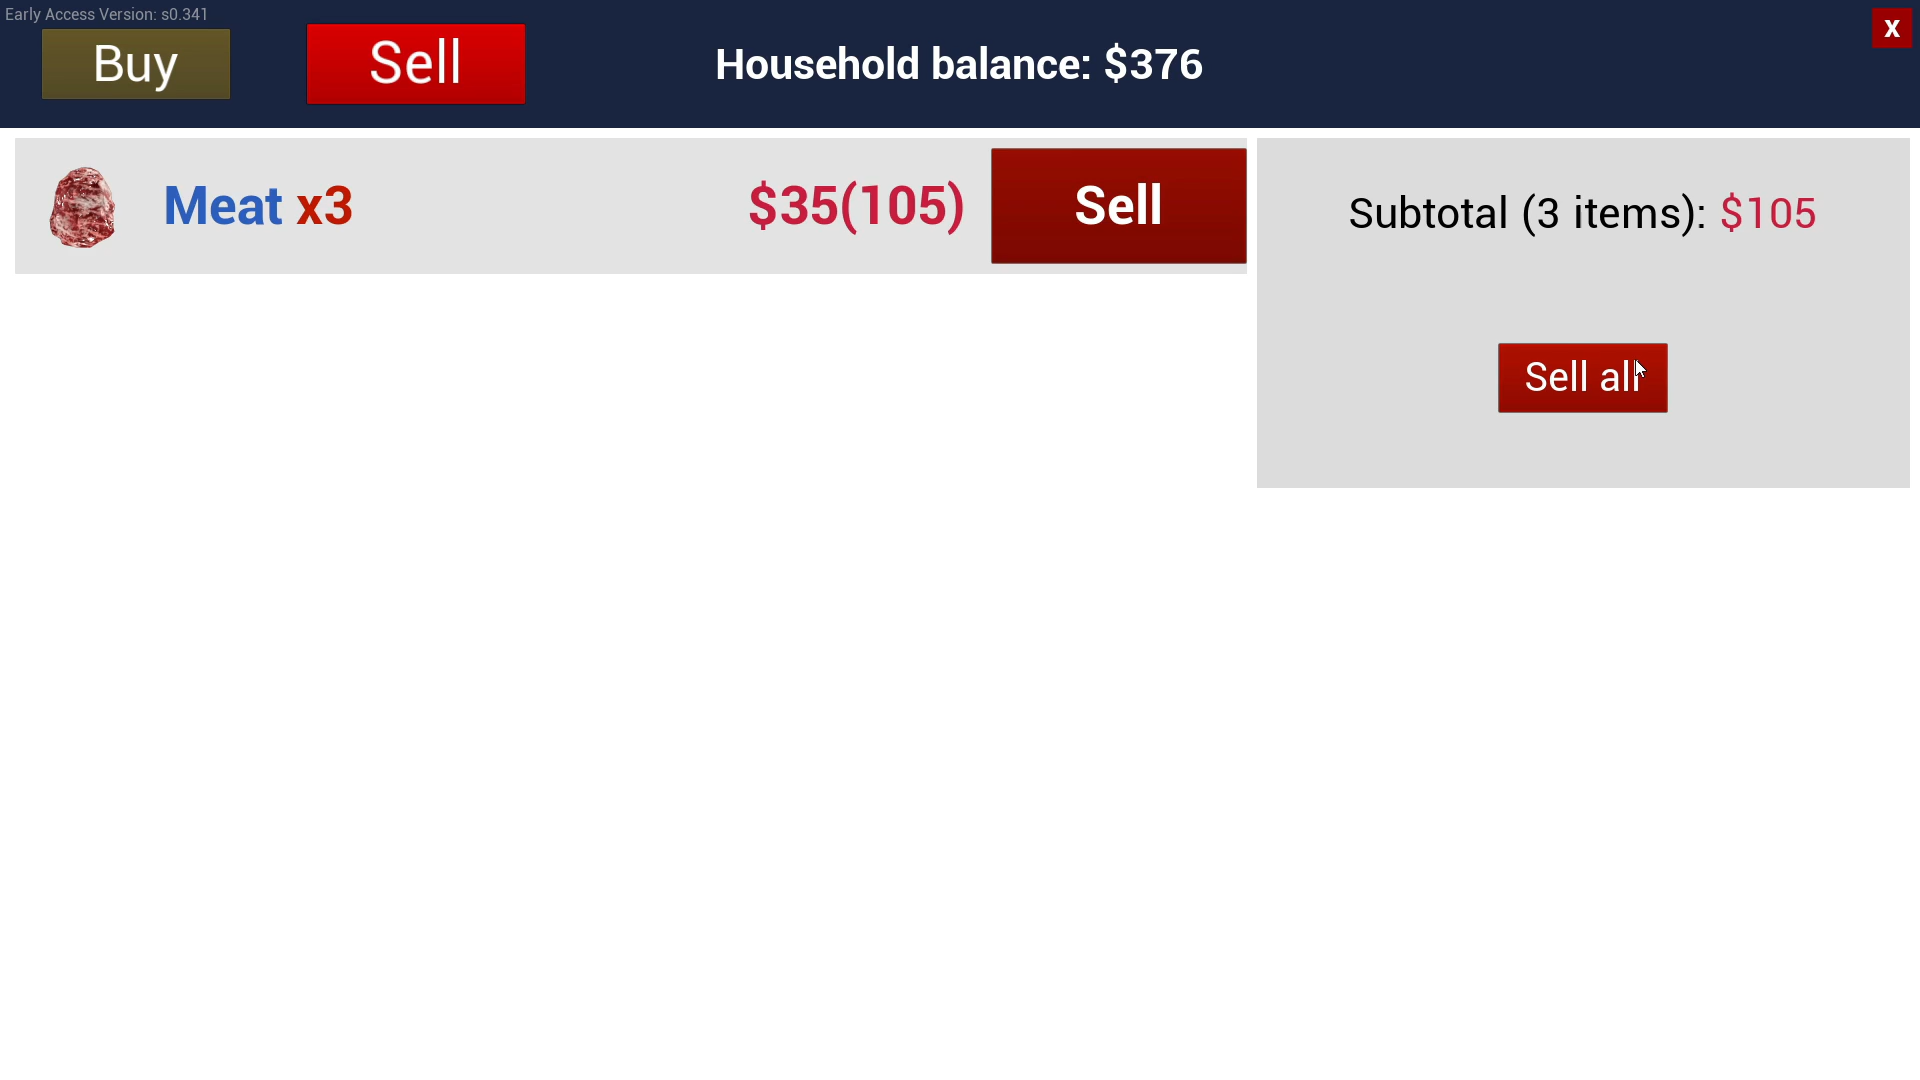 Early Access Version: s0.341
Buy
Sell
Household balance: $376
X
Meat x3
$35(105)
Sell
Subtotal (3 items): $105
Sell all